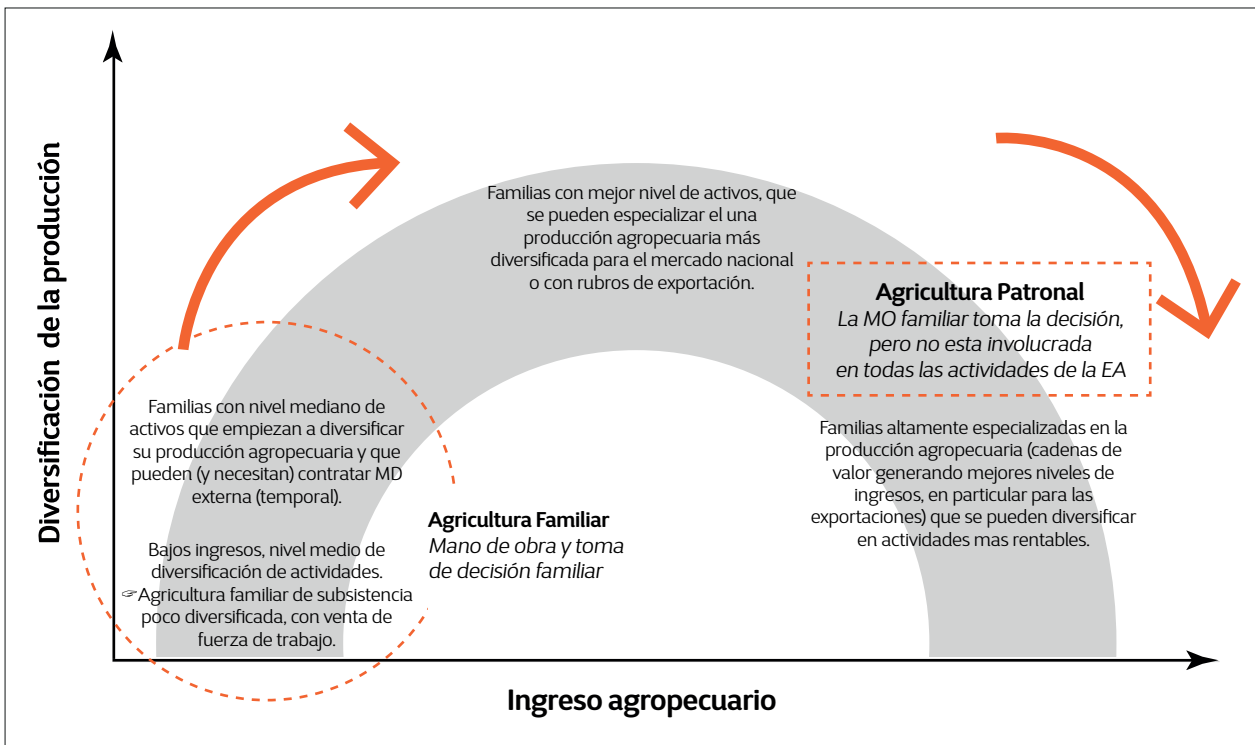 Diversificación de la producción
Familias con mejor nivel de activos, que
se pueden especializar el una
producción agropecuaria más
diversificada para el mercado nacional
o con rubros de exportación.
Agricultura Patronal
La MO familiar toma la decisión,
pero no esta involucrada
en todas las actividades de la EA
Familias con nivel mediano de
activos que empiezan a diversificar
su producción agropecuaria y que
pueden (y necesitan) contratar MD
externa (temporal).
Familias altamente especializadas en la
producción agropecuaria (cadenas de
valor generando mejores niveles de
ingresos, en particular para las
exportaciones) que se pueden diversificar
en actividades mas rentables.
Agricultura Familiar
Mano de obra y toma
de decisión familiar
Bajos ingresos, nivel medio de
diversificación de actividades.
☞Agricultura familiar de subsistencia
poco diversificada, con venta de
fuerza de trabajo.
Ingreso agropecuario